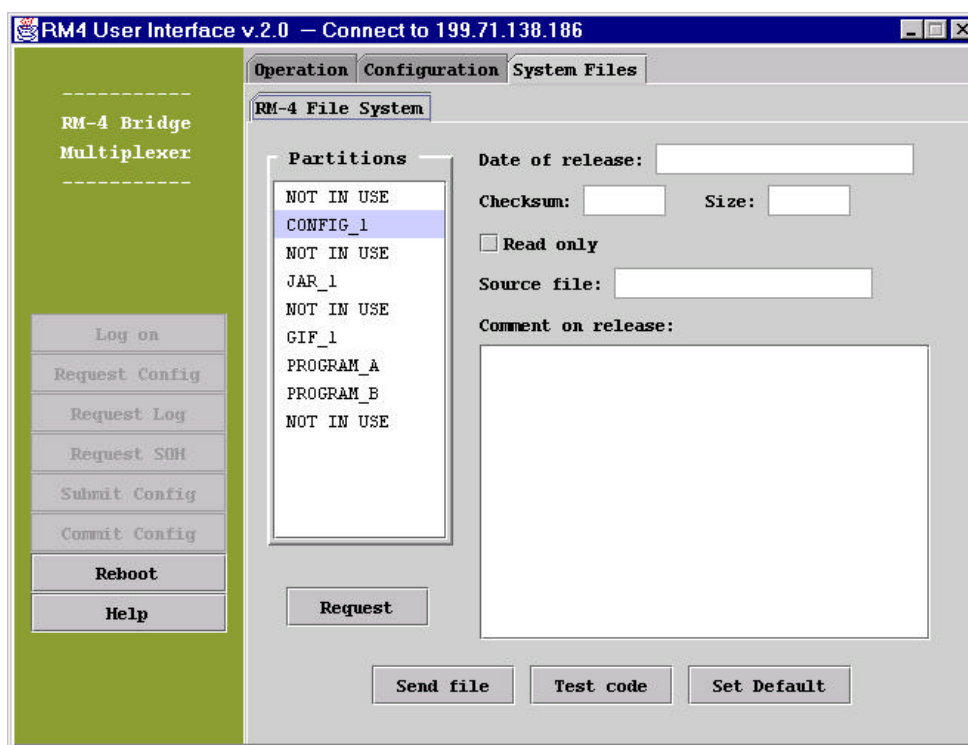 RM4 User Interface v.2.0 — Connect to 199.71.138.186
Operation Configuration System Files
RM-4 File System
-----------
RM-4 Bridge
Multiplexer
-----------
Log on
Request Config
Request Log
Request SOH
Submit Config
Commit Config
Reboot
Help
Partitions
NOT IN USE
CONFIG_1
NOT IN USE
JAR_1
NOT IN USE
GIF_1
PROGRAM_A
PROGRAM_B
NOT IN USE
Request
Date of release:
Checksum: Size:
Read only
Source file:
Comment on release:
Send file Test code Set Default